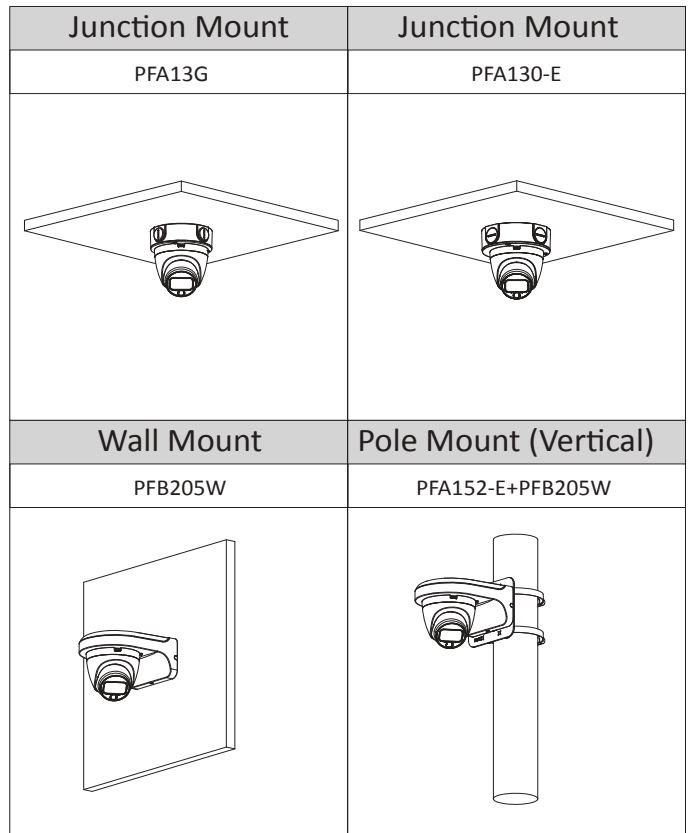 Junction Mount
Junction Mount
PFA13G
PFA130-E
Wall Mount
Pole Mount (Vertical)
PFB205W
PFA152-E+PFB205W